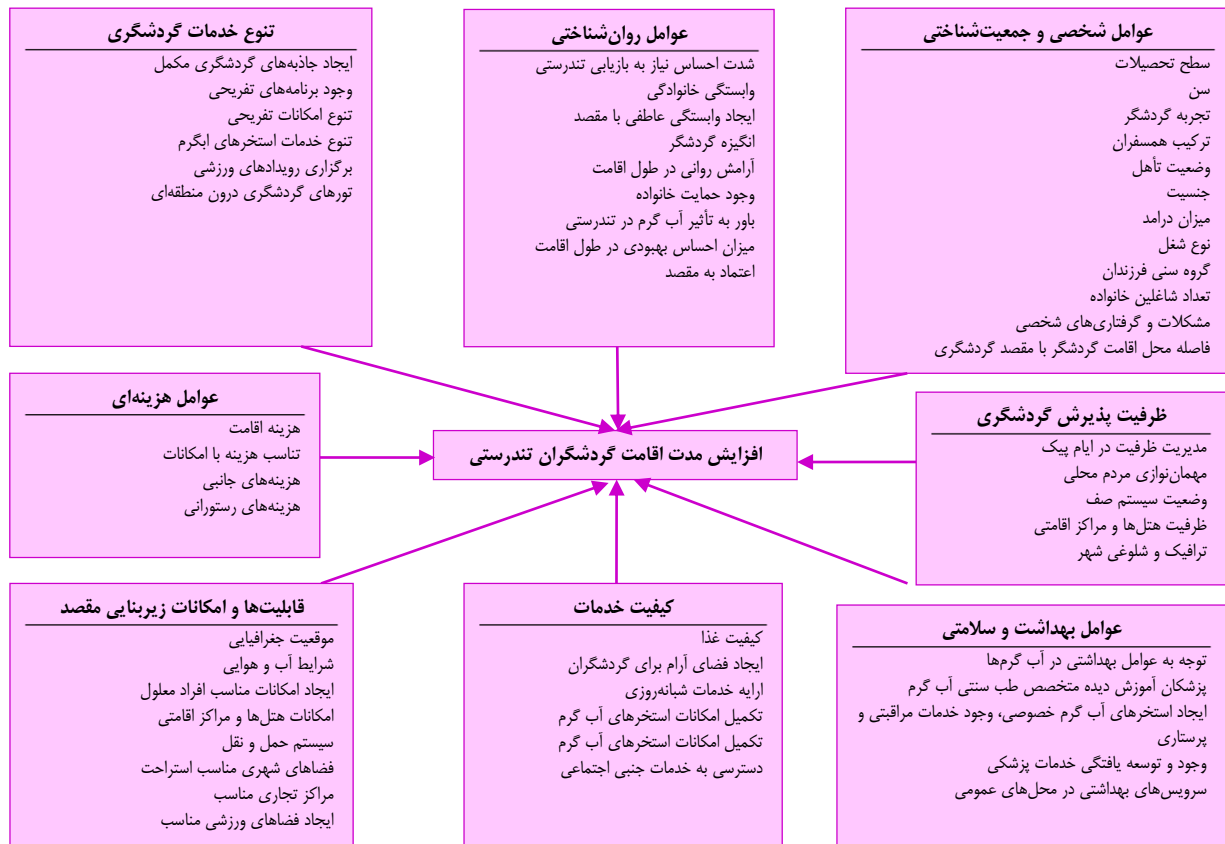 عوامل شخصی و جمعیت‌شناختی
سطح تحصیلات
سن
تجربه گردشگر
ترکیب همسفران
وضعیت تأهل
جنسیت
میزان درامد
نوع شغل
گروه سنی فرزندان
تعداد شاغلین خانواده
مشکلات و گرفتاری‌های شخصی
فاصله محل اقامت گردشگر با مقصد گردشگری
عوامل روان‌شناختی
شدت احساس نیاز به بازیابی تندرستی
وابستگی خانوادگی
ایجاد وابستگی عاطفی با مقصد
انگیزه گردشگر
آرامش روانی در طول اقامت
وجود حمایت خانواده
باور به تأثیر آب گرم در تندرستی
میزان احساس بهبودی در طول اقامت
اعتماد به مقصد
تنوع خدمات گردشگری
ایجاد جاذبه‌های گردشگری مکمل
وجود برنامه‌های تفریحی
تنوع امکانات تفریحی
تنوع خدمات استخرهای ابگرم
برگزاری رویدادهای ورزشی
تورهای گردشگری درون منطقه‌ای
ظرفیت پذیرش گردشگری
مدیریت ظرفیت در ایام پیک
مهمان‌نوازی مردم محلی
وضعیت سیستم صف
ظرفیت هتل‌ها و مراکز اقامتی
ترافیک و شلوغی شهر
افزایش مدت اقامت گردشگران تندرستی
عوامل هزینه‌ای
هزینه اقامت
تناسب هزینه با امکانات
هزینه‌های جانبی
هزینه‌های رستورانی
عوامل بهداشت و سلامتی
توجه به عوامل بهداشتی در آب گرم‌ها
پزشکان آموزش دیده متخصص طب سنتی آب گرم
ایجاد استخرهای آب گرم خصوصی، وجود خدمات مراقبتی و
پرستاری
وجود و توسعه یافتگی خدمات پزشکی
سرویس‌های بهداشتی در محل‌های عمومی
کیفیت خدمات
کیفیت غذا
ایجاد فضای آرام برای گردشگران
ارایه خدمات شبانه‌روزی
تکمیل امکانات استخرهای آب گرم
تکمیل امکانات استخرهای آب گرم
دسترسی به خدمات جنبی اجتماعی
قابلیت‌ها و امکانات زیربنایی مقصد
موقعیت جغرافیایی
شرایط آب و هوایی
ایجاد امکانات مناسب افراد معلول
امکانات هتل‌ها و مراکز اقامتی
سیستم حمل و نقل
فضاهای شهری مناسب استراحت
مراکز تجاری مناسب
ایجاد فضاهای ورزشی مناسب